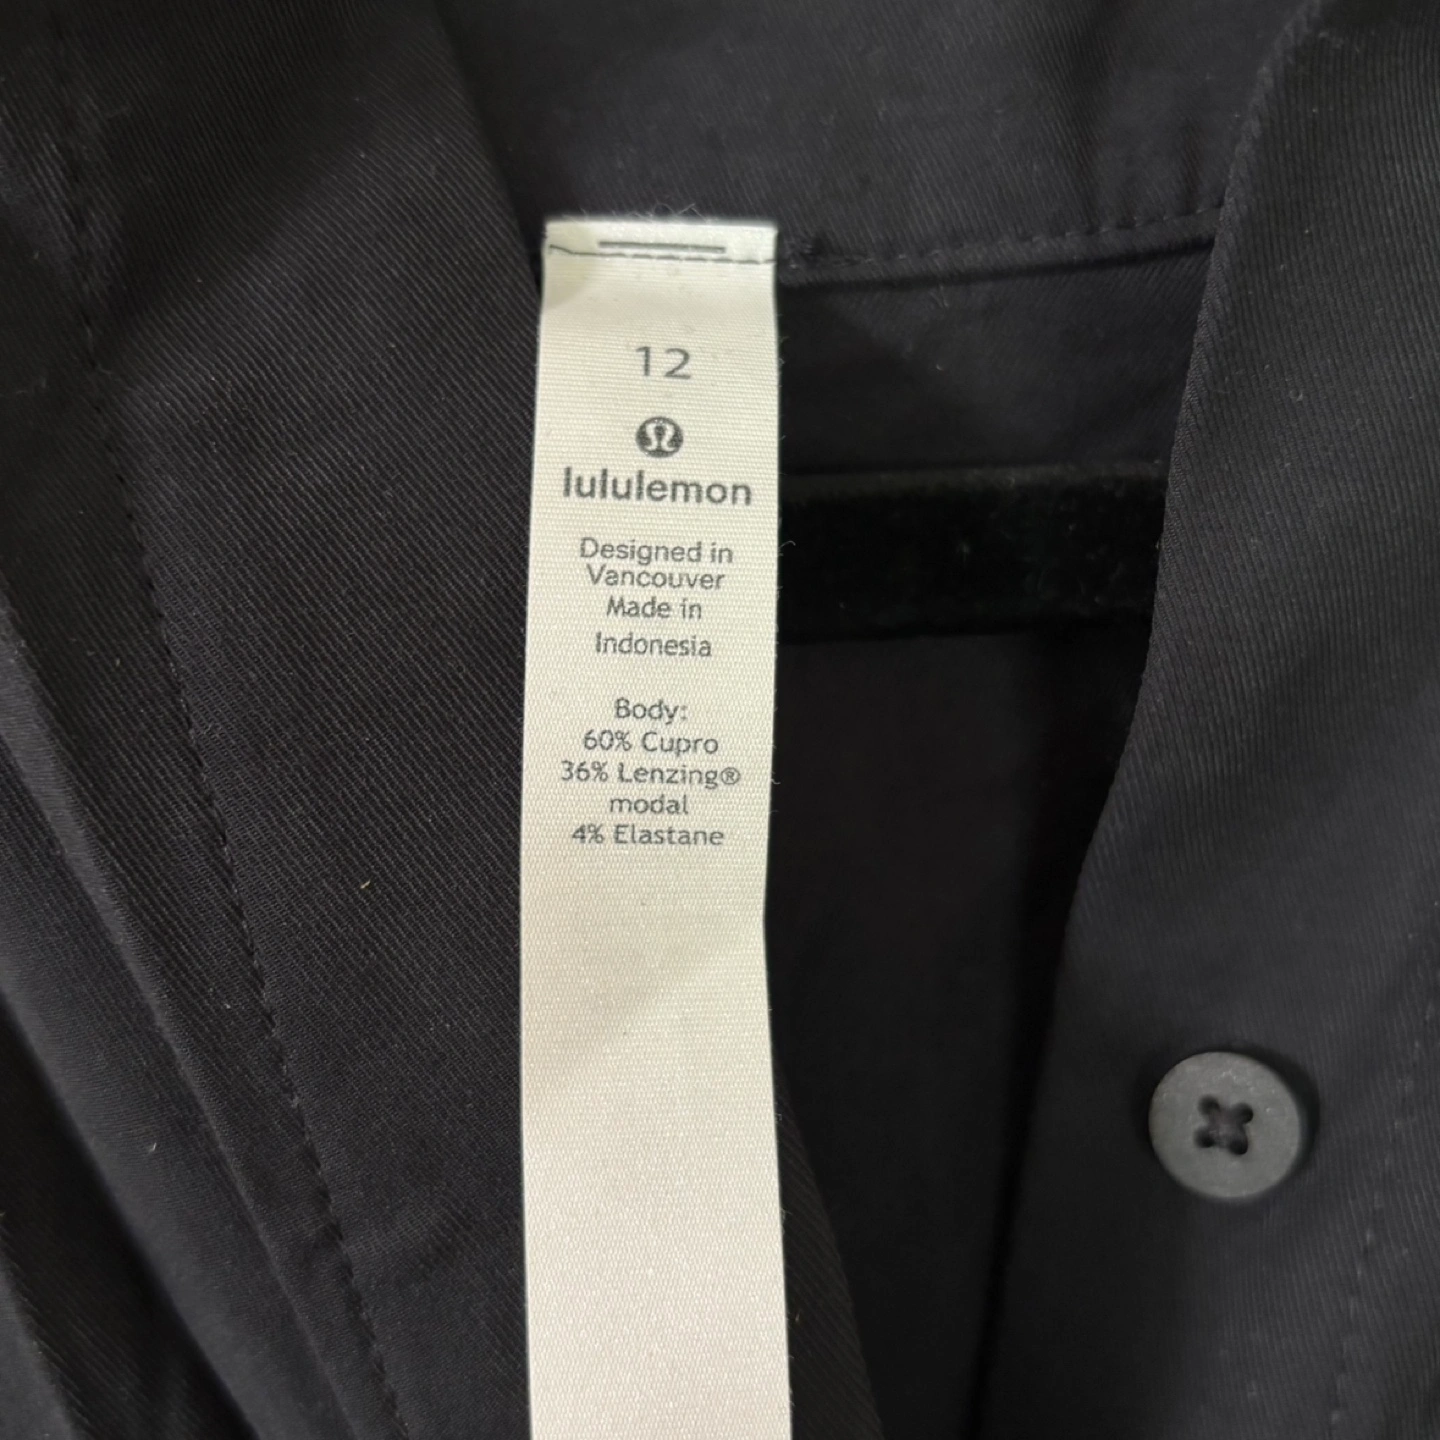 12
lululemon
Designed in
Vancouver
Made in
Indonesia
Body:
60% Cupro
36% Lenzing®
modal
4% Elastane